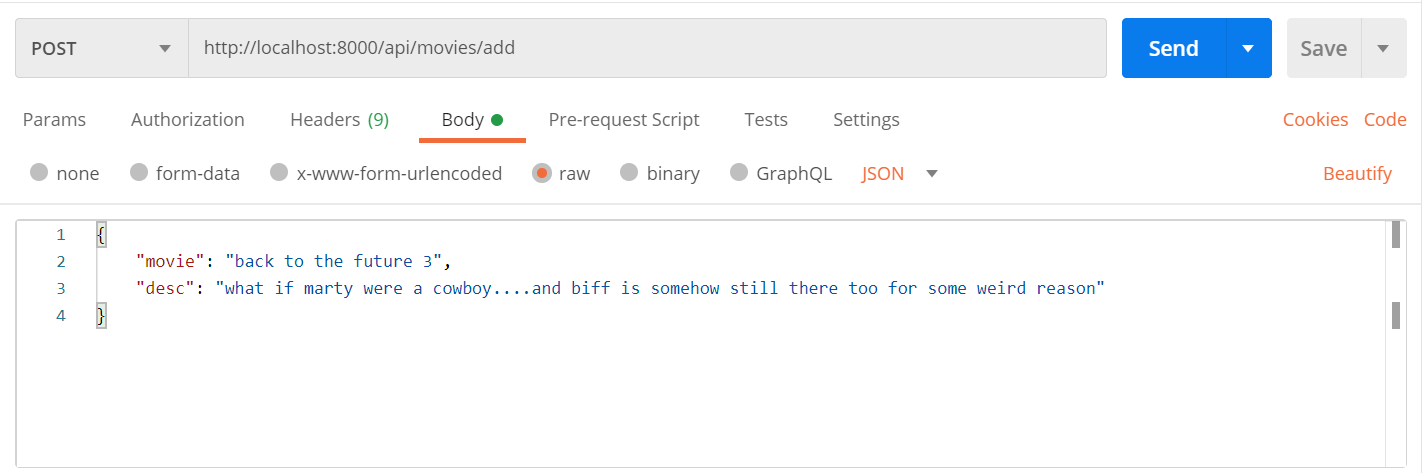 POST http://localhost:8000/api/movies/add Send Save
Params Authorization Headers (9) Body Pre-request Script Tests Settings Cookies Code
none form-data x-www-form-urlencoded raw binary GraphQL JSON Beautify
1 {
2 "movie": "back to the future 3",
3 "desc": "what if marty were a cowboy....and biff is somehow still there too for some weird reason"
4 }